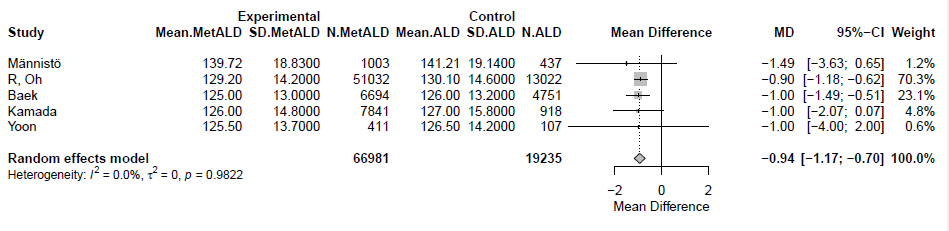 Experimental Control
Study Mean.MetALD SD.MetALD N.MetALD Mean.ALD SD.ALD N.ALD Mean Difference MD 95%−CI Weight
Männistö 139.72 18.8300 1003 141.21 19.1400 437 −1.49 [−3.63; 0.65] 1.2%
R, Oh 129.20 14.2000 51032 130.10 14.6000 13022 −0.90 [−1.18; −0.62] 70.3%
Baek 125.00 13.0000 6694 126.00 13.2000 4751 −1.00 [−1.49; −0.51] 23.1%
Kamada 126.00 14.8000 7841 127.00 15.8000 918 −1.00 [−2.07; 0.07] 4.8%
Yoon 125.50 13.7000 411 126.50 14.2000 107 −1.00 [−4.00; 2.00] 0.6%
Random effects model 66981 19235 −0.94 [−1.17; −0.70] 100.0%
Heterogeneity: I² = 0.0%, τ² = 0, p = 0.9822
−2 0 2
Mean Difference